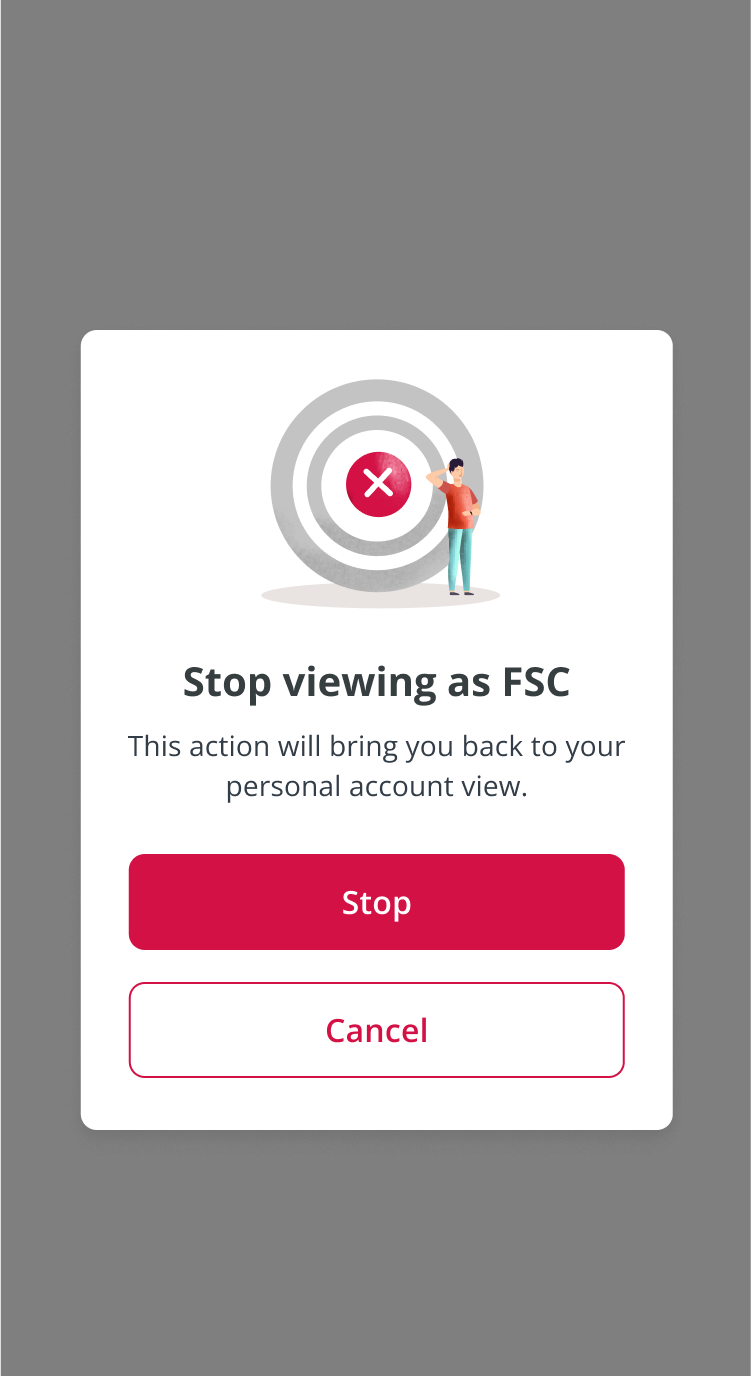 Stop viewing as FSC
This action will bring you back to your
personal account view.
Stop
Cancel